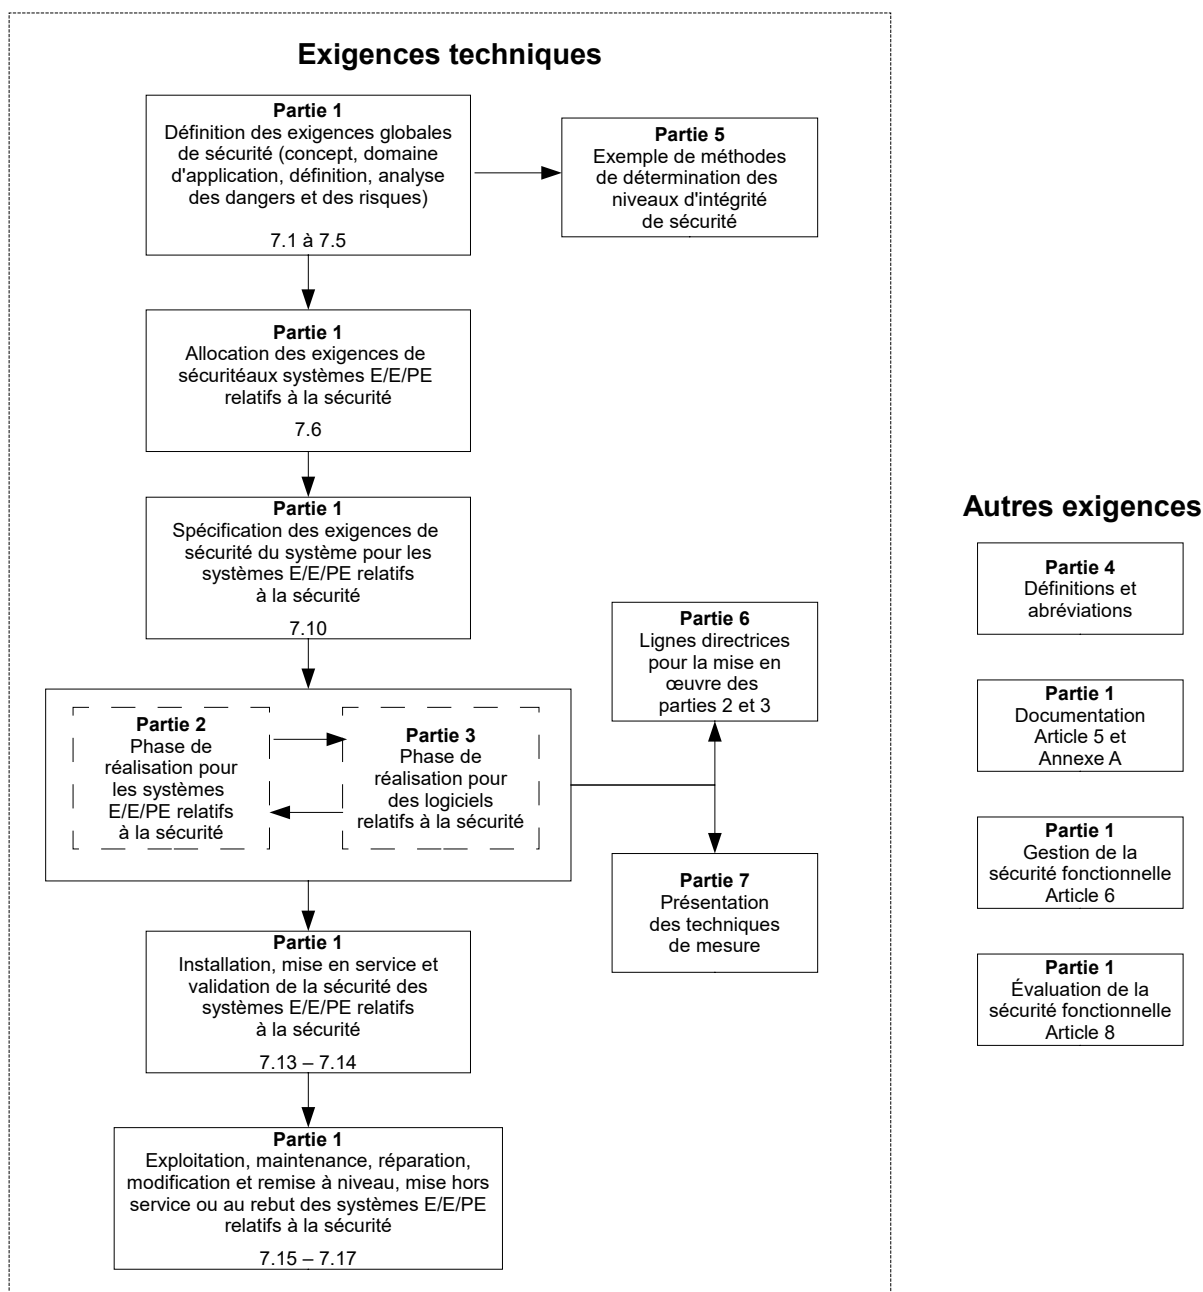 Exigences techniques
Partie 1
Définition des exigences globales
de sécurité (concept, domaine
d'application, définition, analyse
des dangers et des risques)
7.1 à 7.5
Partie 5
Exemple de méthodes
de détermination des
niveaux d'intégrité
de sécurité
Partie 1
Allocation des exigences de
sécuritéaux systèmes E/E/PE
relatifs à la sécurité
7.6
Partie 1
Spécification des exigences de
sécurité du système pour les
systèmes E/E/PE relatifs
à la sécurité
7.10
Partie 6
Lignes directrices
pour la mise en
œuvre des
parties 2 et 3
Partie 2
Phase de
réalisation pour
les systèmes
E/E/PE relatifs
à la sécurité
Partie 3
Phase de
réalisation pour
des logiciels
relatifs à la sécurité
Partie 7
Présentation
des techniques
de mesure
Partie 1
Installation, mise en service et
validation de la sécurité des
systèmes E/E/PE relatifs
à la sécurité
7.13 – 7.14
Partie 1
Exploitation, maintenance, réparation,
modification et remise à niveau, mise hors
service ou au rebut des systèmes E/E/PE
relatifs à la sécurité
7.15 – 7.17
Autres exigences
Partie 4
Définitions et
abréviations
Partie 1
Documentation
Article 5 et
Annexe A
Partie 1
Gestion de la
sécurité fonctionnelle
Article 6
Partie 1
Évaluation de la
sécurité fonctionnelle
Article 8